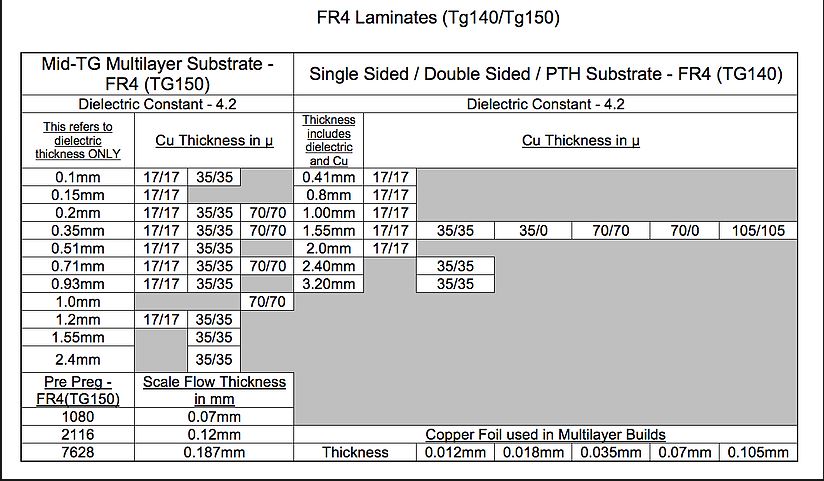 FR4 Laminates (Tg140/Tg150)
Mid-TG Multilayer Substrate -
FR4 (TG150)
Single Sided / Double Sided / PTH Substrate - FR4 (TG140)
Dielectric Constant - 4.2
Dielectric Constant - 4.2
This refers to
dielectric
thickness ONLY
Cu Thickness in µ
Thickness
includes
dielectric
and Cu
Cu Thickness in µ
0.1mm 17/17 35/35 0.41mm 17/17
0.15mm 17/17 0.8mm 17/17
0.2mm 17/17 35/35 70/70 1.00mm 17/17
0.35mm 17/17 35/35 70/70 1.55mm 17/17 35/35 35/0 70/70 70/0 105/105
0.51mm 17/17 35/35 2.0mm 17/17
0.71mm 17/17 35/35 70/70 2.40mm 35/35
0.93mm 17/17 35/35 3.20mm 35/35
1.0mm 70/70
1.2mm 17/17 35/35
1.55mm 35/35
2.4mm 35/35
Pre Preg -
FR4(TG150)
Scale Flow Thickness
in mm
1080 0.07mm
2116 0.12mm Copper Foil used in Multilayer Builds
7628 0.187mm Thickness 0.012mm 0.018mm 0.035mm 0.07mm 0.105mm